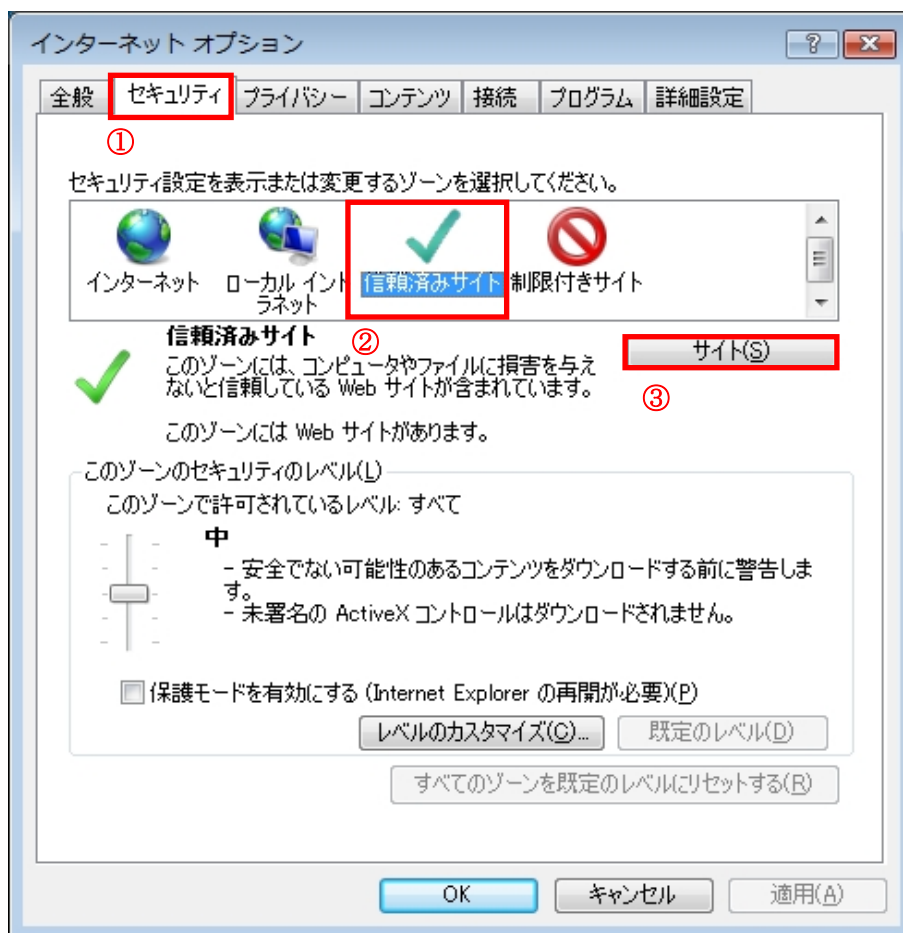 インターネット オプション
全般 セキュリティ プライバシー コンテンツ 接続 プログラム 詳細設定
①
セキュリティ設定を表示または変更するゾーンを選択してください。
インターネット
ローカル イント
ラネット
信頼済みサイト
制限付きサイト
信頼済みサイト
②
サイト(S)
③
このゾーンには、コンピュータやファイルに損害を与え
ないと信頼している Web サイトが含まれています。
このゾーンには Web サイトがあります。
このゾーンのセキュリティのレベル(L)
このゾーンで許可されているレベル: すべて
中
- 安全でない可能性のあるコンテンツをダウンロードする前に警告しま
す。
- 未署名の ActiveX コントロールはダウンロードされません。
保護モードを有効にする (Internet Explorer の再開が必要)(P)
レベルのカスタマイズ(C)... 既定のレベル(D)
すべてのゾーンを既定のレベルにリセットする(R)
OK キャンセル 適用(A)